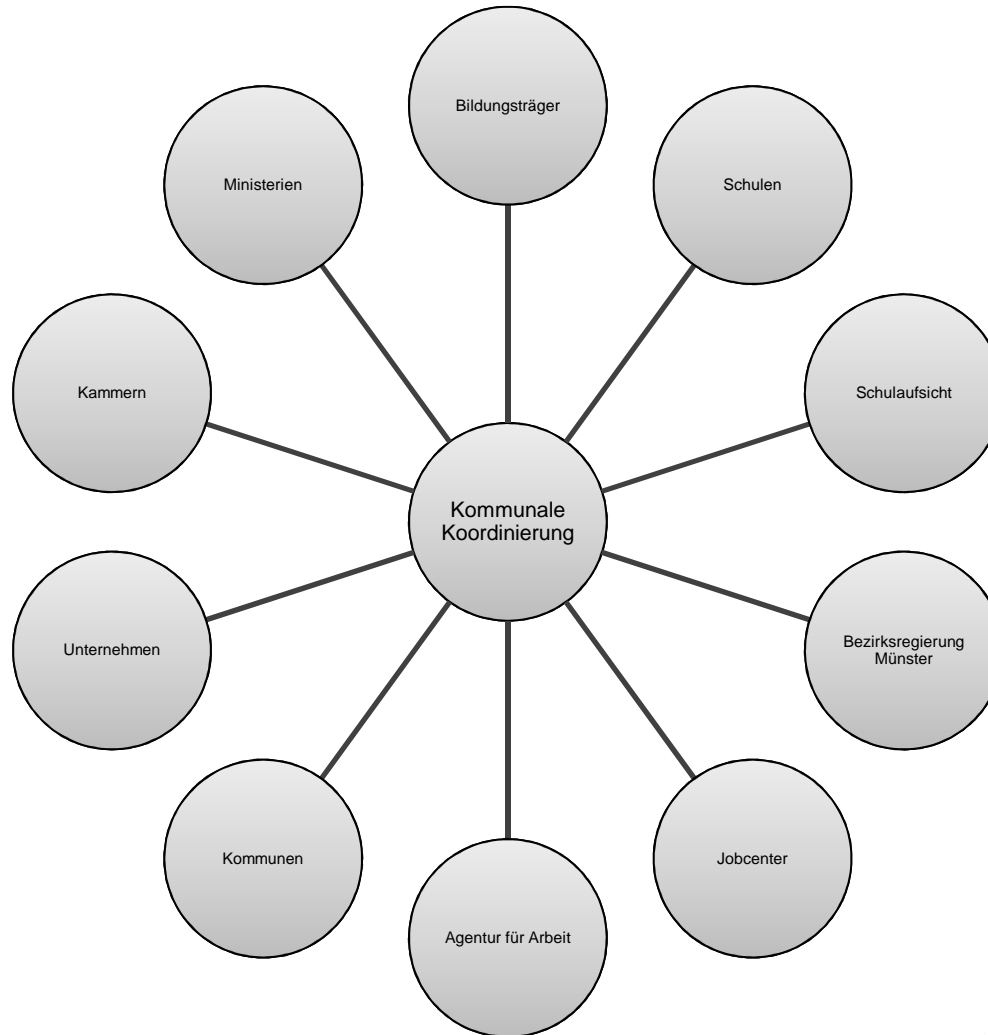 Bildungsträger
Ministerien
Schulen
Kammern
Schulaufsicht
Kommunale
Koordinierung
Unternehmen
Bezirksregierung
Münster
Kommunen
Jobcenter
Agentur für Arbeit